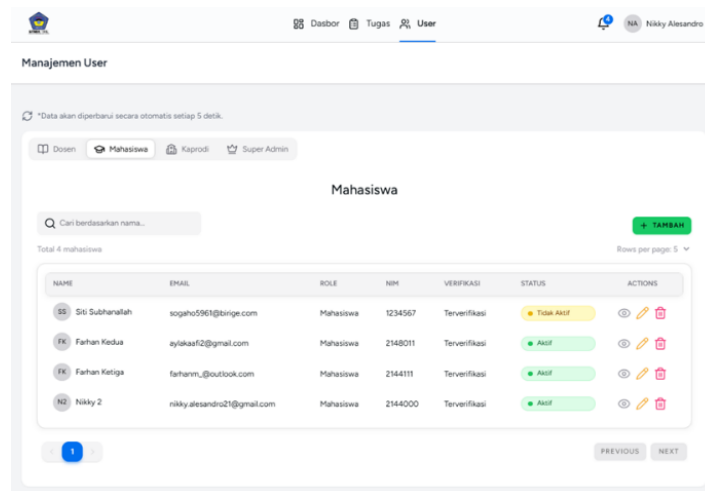 Dasbor Tugas User 4 NA Nikky Alesandro
Manajemen User
*Data akan diperbarui secara otomatis setiap 5 detik.
Dosen Mahasiswa Kaprodi Super Admin
Mahasiswa
Cari berdasarkan nama...
+ TAMBAH
Total 4 mahasiswa Rows per page: 5
NAME EMAIL ROLE NIM VERIFIKASI STATUS ACTIONS
SS Siti Subhanallah sogaho5961@birige.com Mahasiswa 1234567 Terverifikasi Tidak Aktif
FK Farhan Kedua aylakaafi2@gmail.com Mahasiswa 2148011 Terverifikasi Aktif
FK Farhan Ketiga farhanm_@outlook.com Mahasiswa 2144111 Terverifikasi Aktif
N2 Nikky 2 nikky.alesandro21@gmail.com Mahasiswa 2144000 Terverifikasi Aktif
< 1 > PREVIOUS NEXT